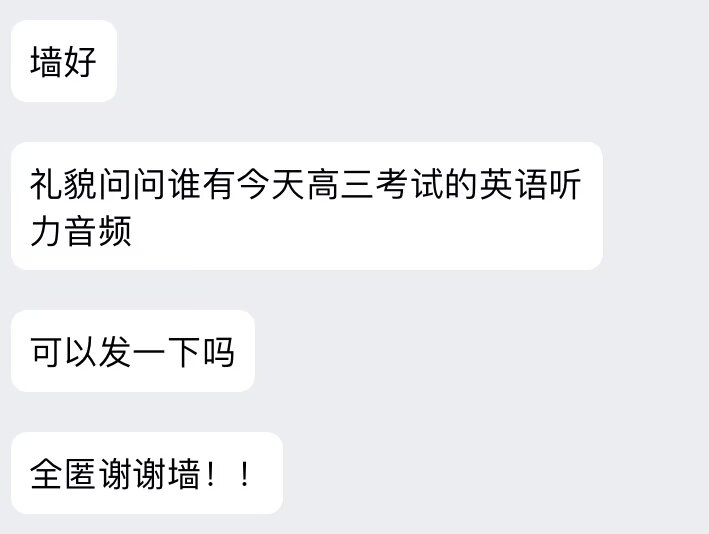 墙好
礼貌问问谁有今天高三考试的英语听
力音频
可以发一下吗
全匿谢谢墙！！